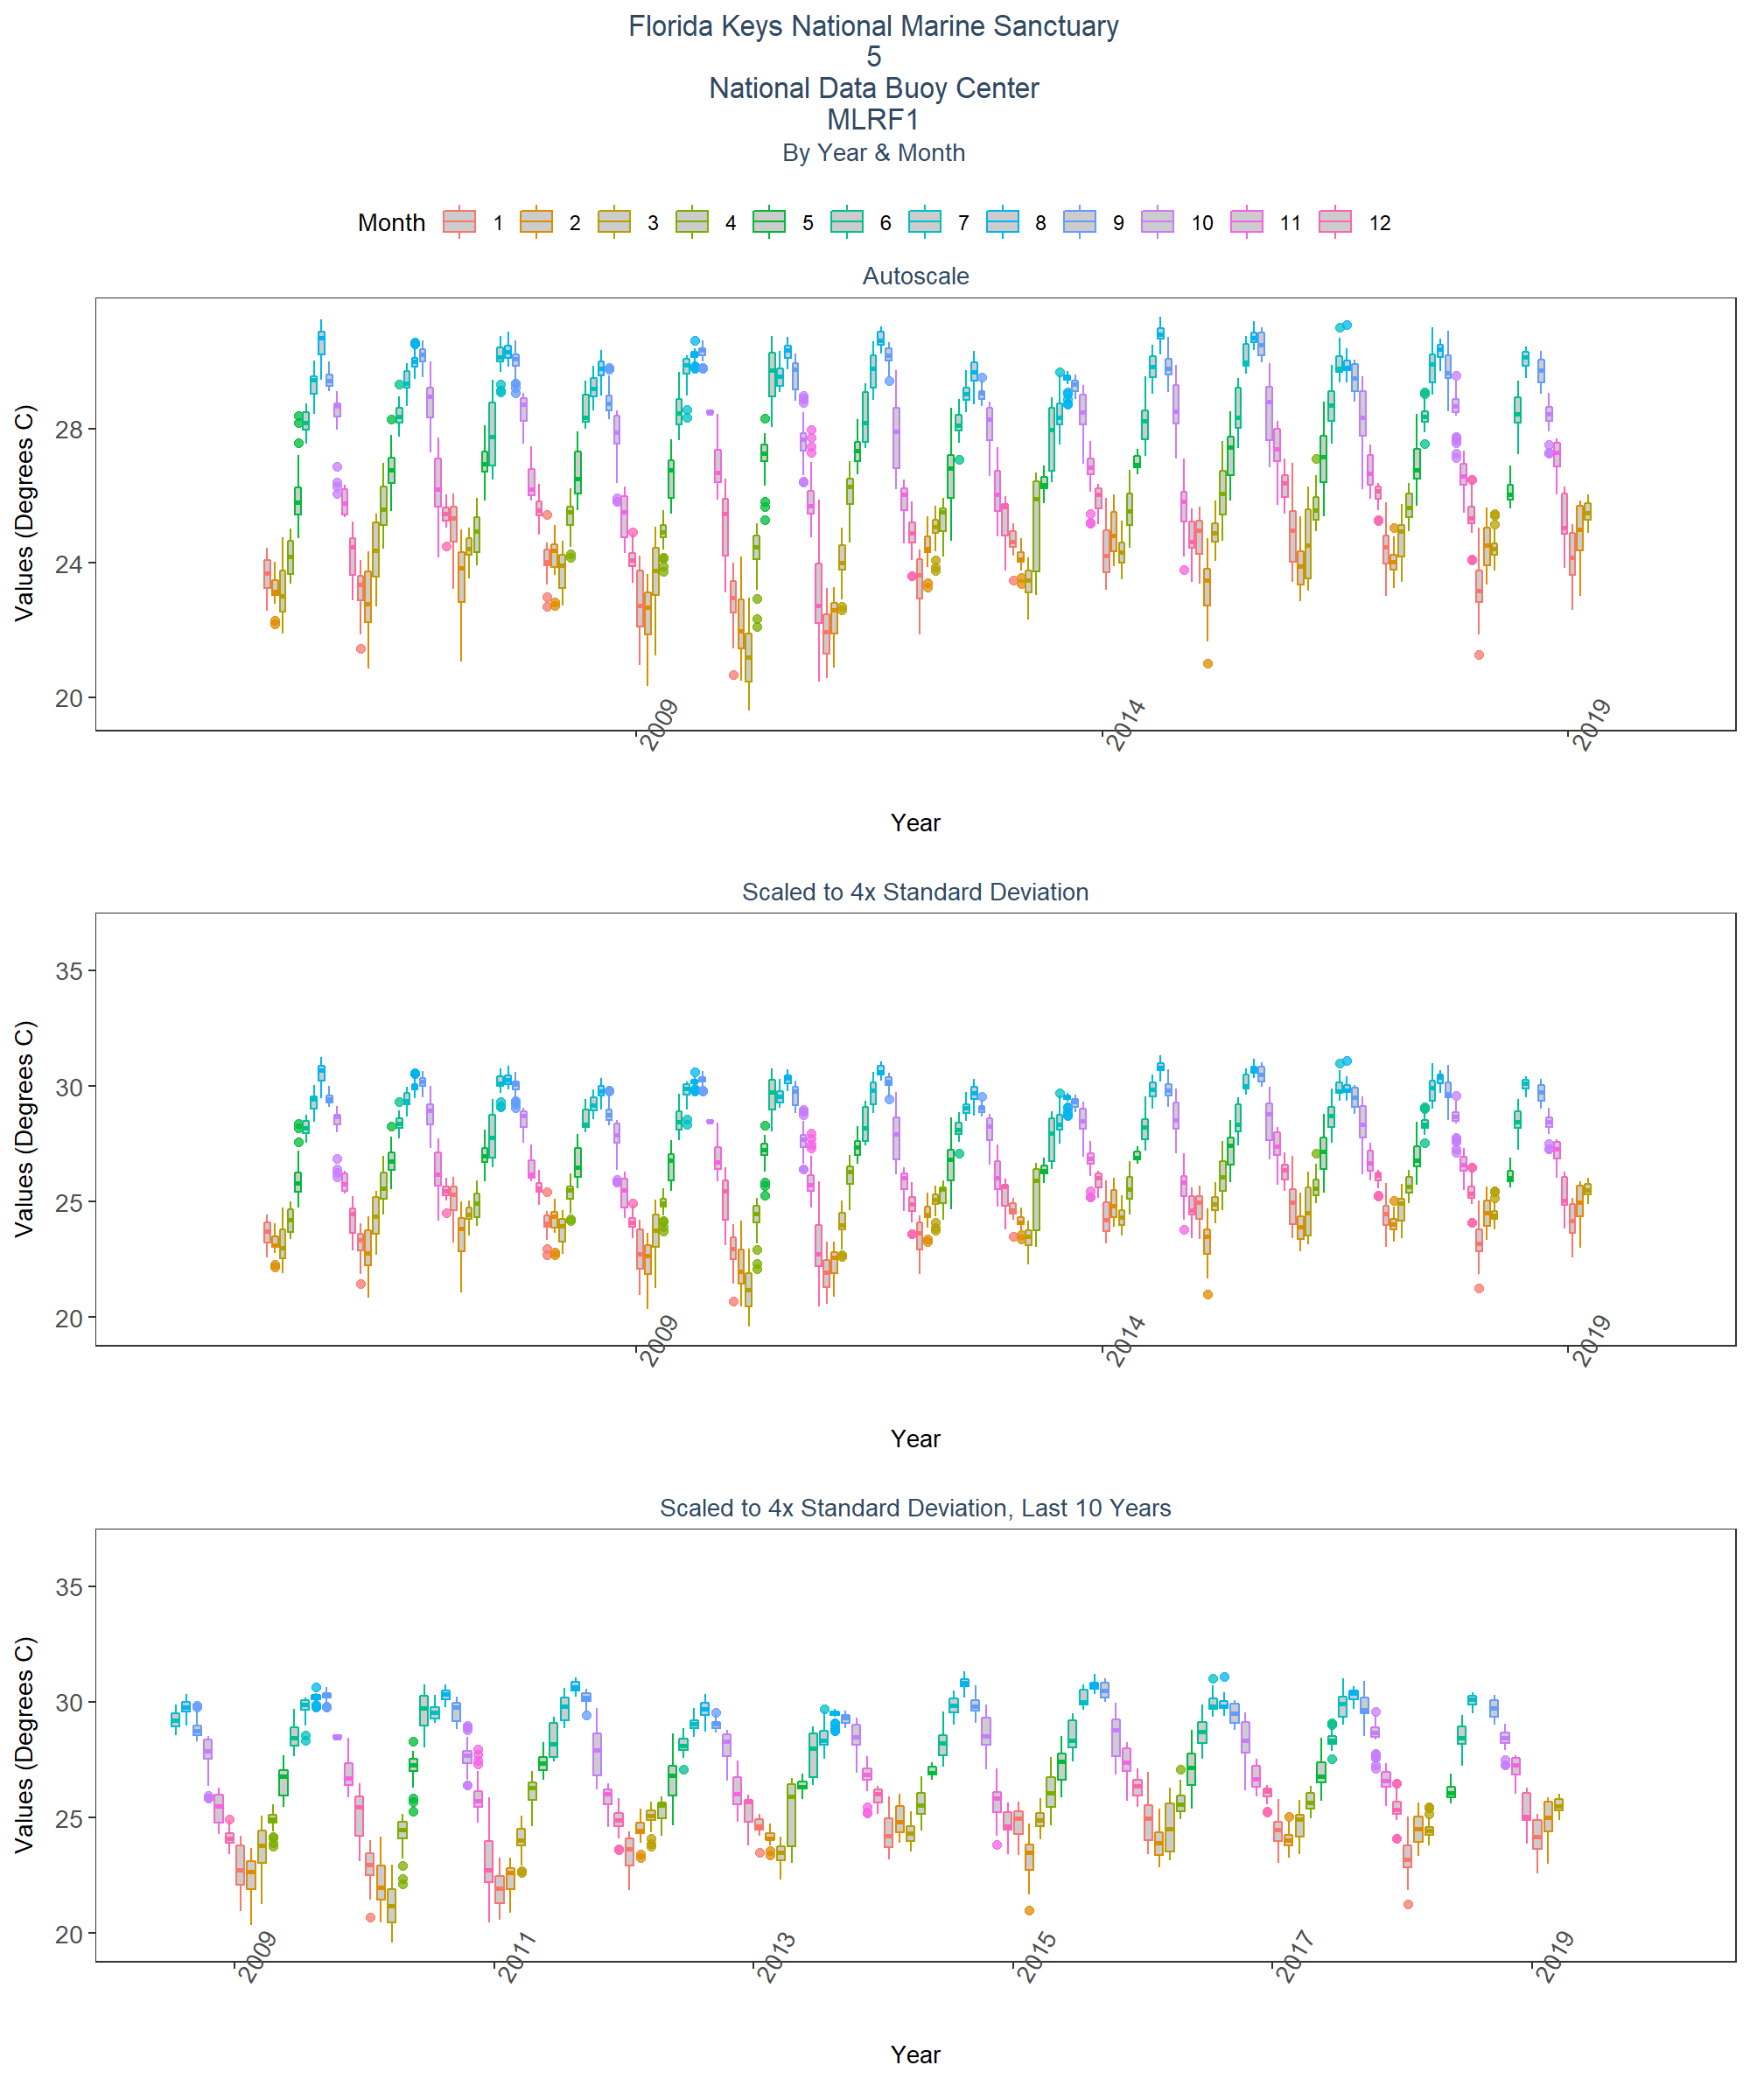 Florida Keys National Marine Sanctuary
5
National Data Buoy Center
MLRF1
By Year & Month
Month 1 2 3 4 5 6 7 8 9 10 11 12
Autoscale
Values (Degrees C)
28
24
20
2009 2014 2019
Year
Scaled to 4x Standard Deviation
Values (Degrees C)
35
30
25
20
2009 2014 2019
Year
Scaled to 4x Standard Deviation, Last 10 Years
Values (Degrees C)
35
30
25
20
2009 2011 2013 2015 2017 2019
Year